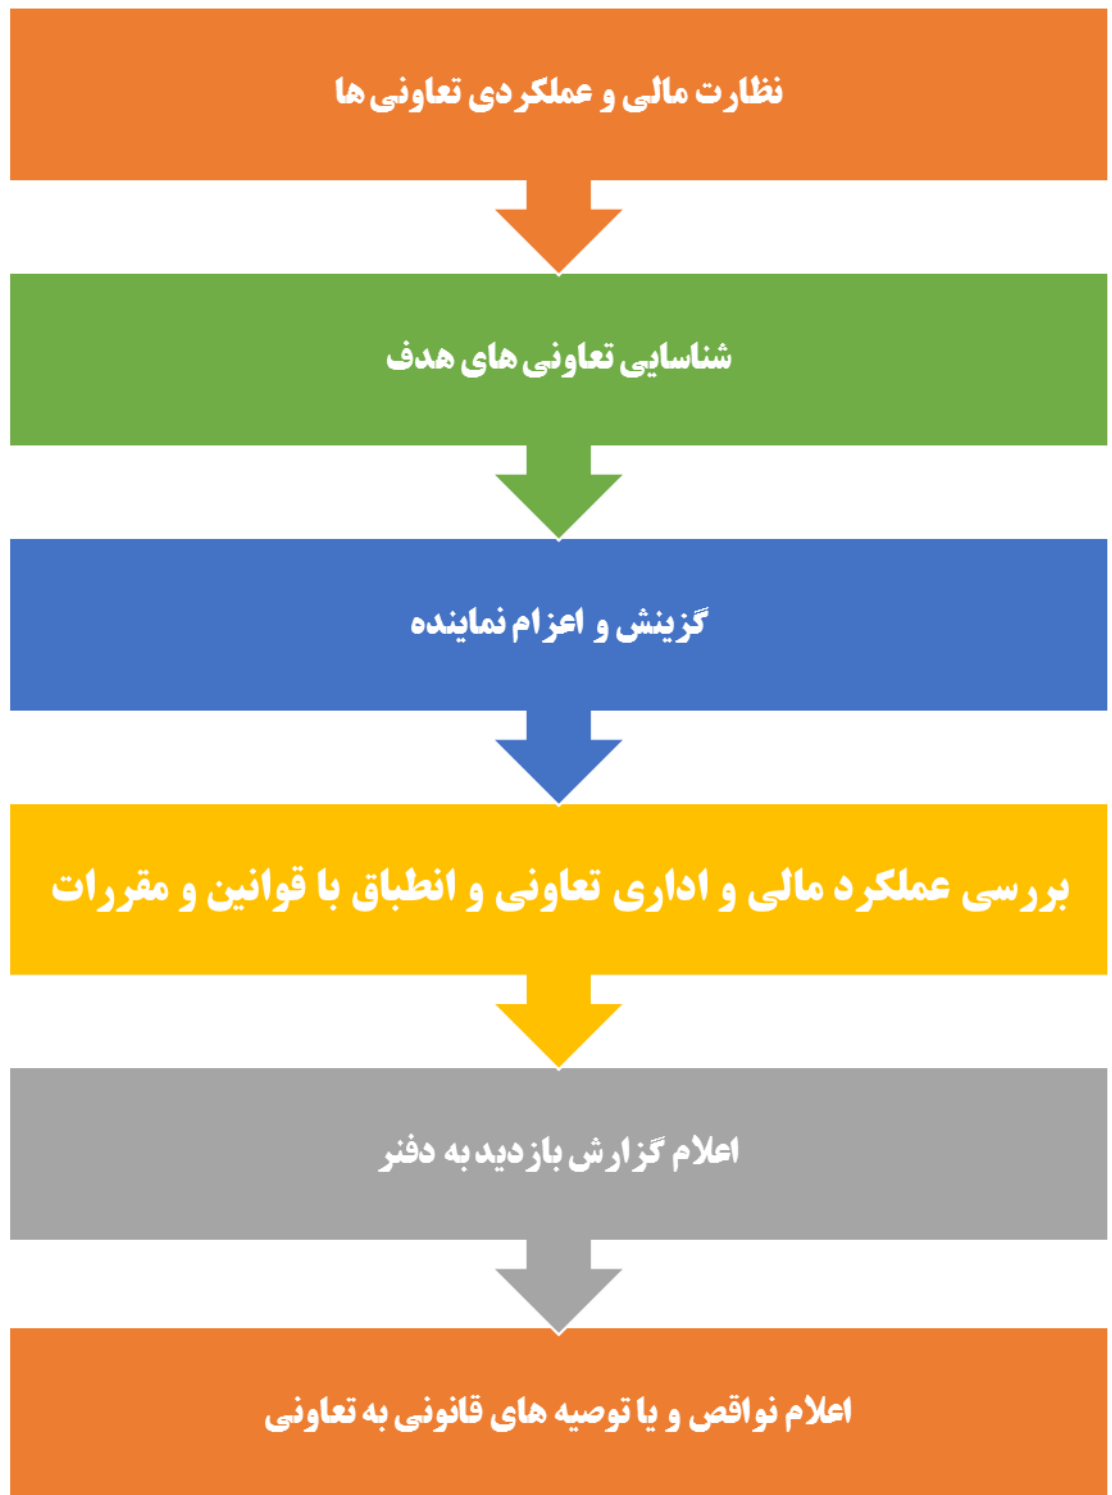 نظارت مالی و عملکردی تعاونی ها
شناسایی تعاونی های هدف
گزینش و اعزام نماینده
بررسی عملکرد مالی و اداری تعاونی و انطباق با قوانین و مقررات
اعلام گزارش بازدید به دفتر
اعلام نواقص و یا توصیه های قانونی به تعاونی